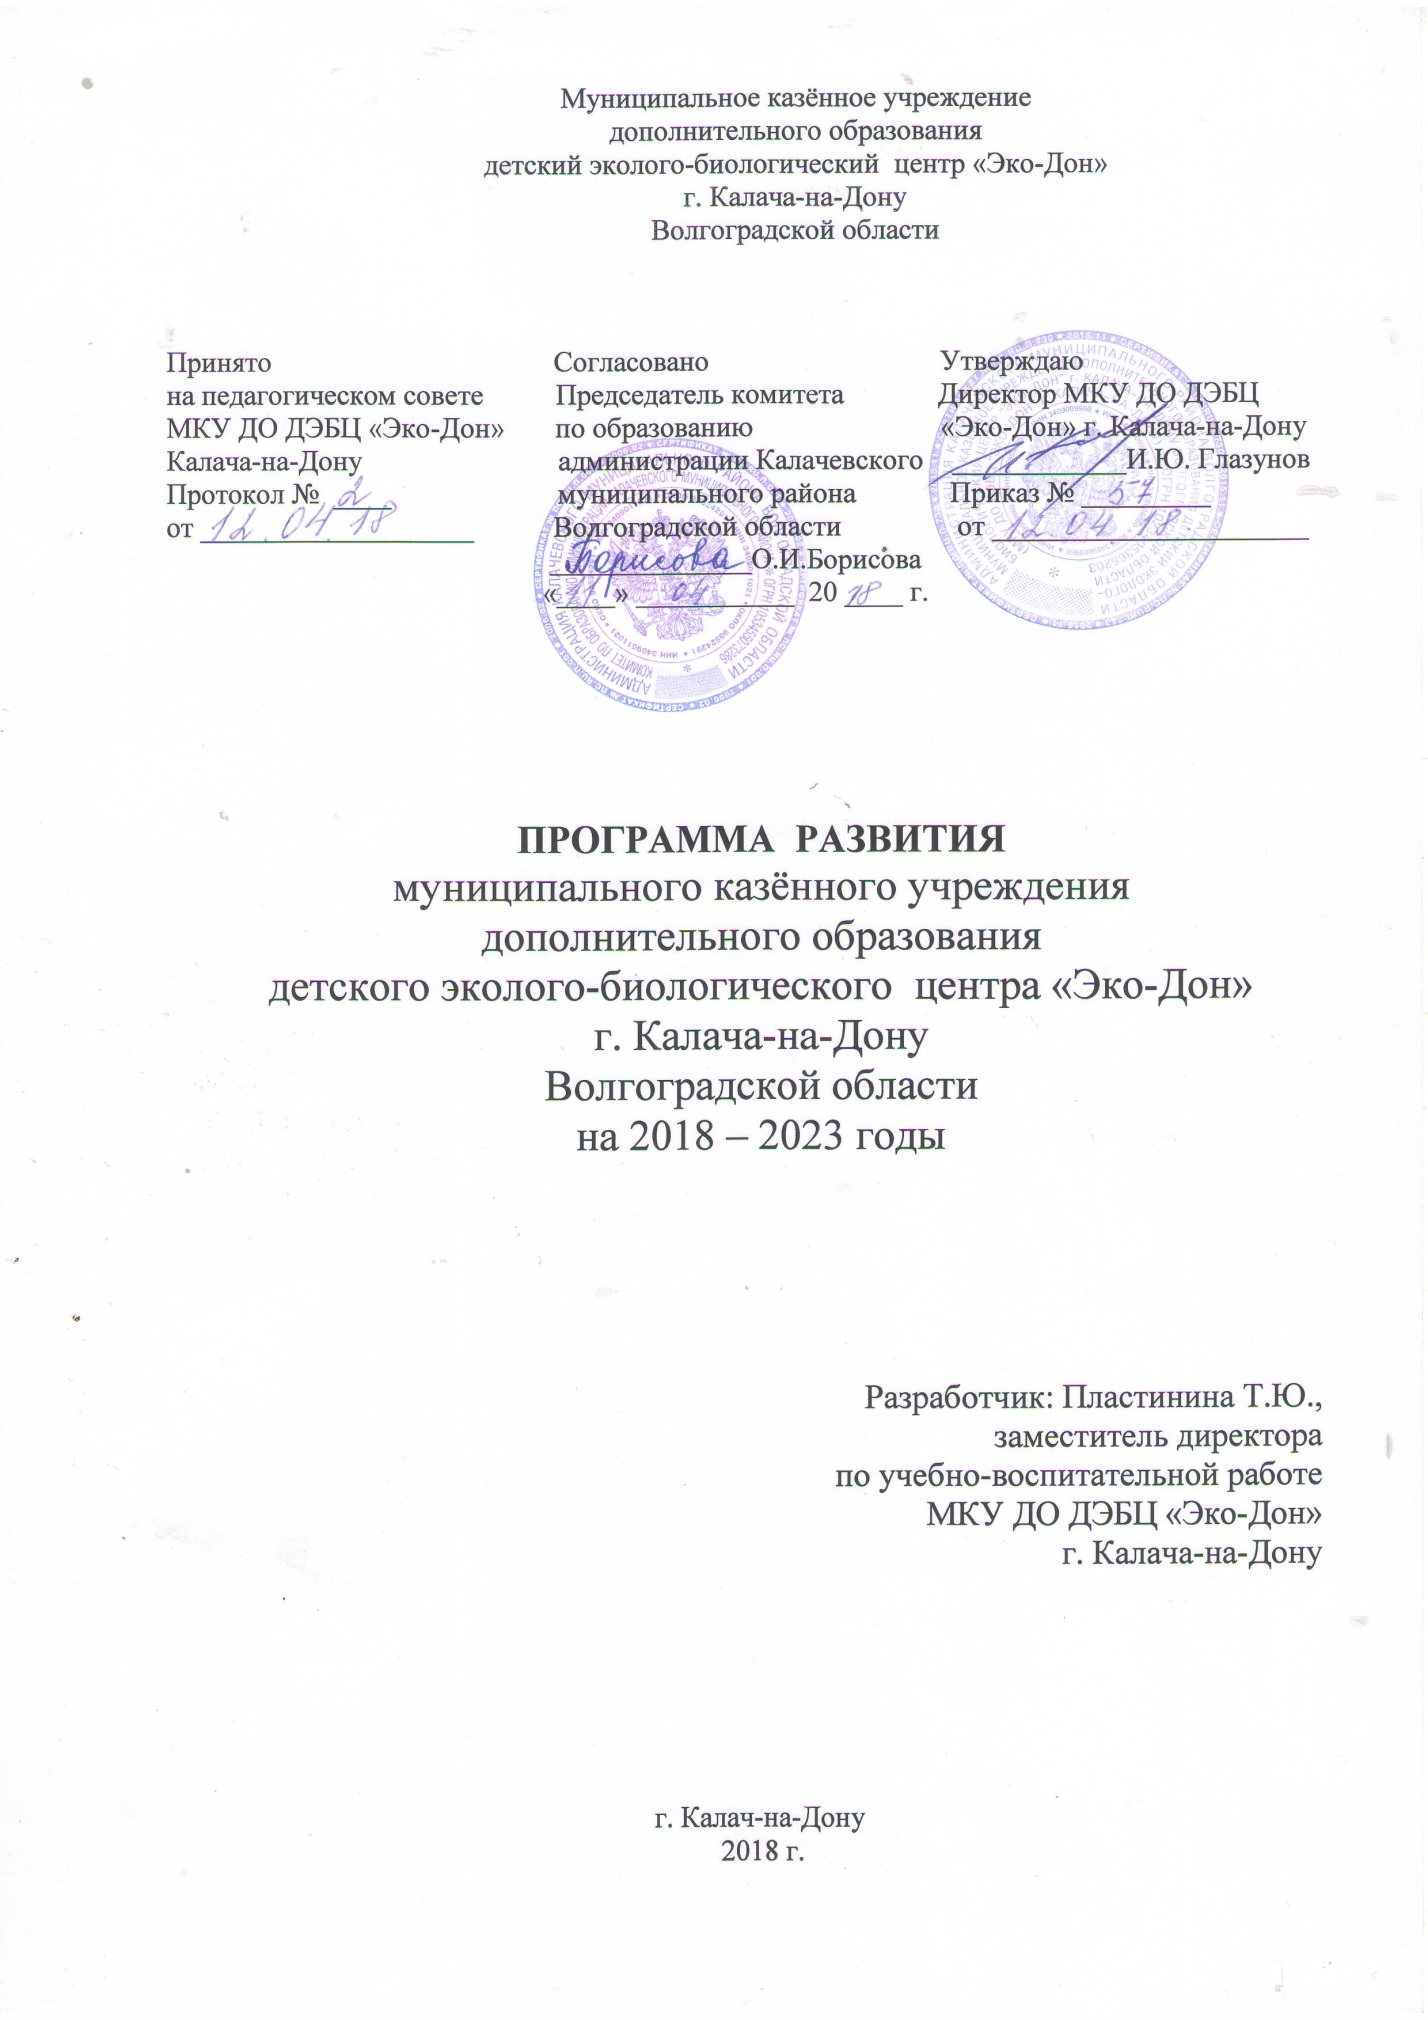 Муниципальное казённое учреждение
дополнительного образования
детский эколого-биологический центр «Эко-Дон»
г. Калача-на-Дону
Волгоградской области
Принято
на педагогическом совете
МКУ ДО ДЭБЦ «Эко-Дон»
Калача-на-Дону
Протокол № 2
от 12.04.18
Согласовано
Председатель комитета
по образованию
администрации Калачевского
муниципального района
Волгоградской области
Борисова О.И.Борисова
«11» 04 20 18 г.
Утверждаю
Директор МКУ ДО ДЭБЦ
«Эко-Дон» г. Калача-на-Дону
И.Ю. Глазунов
Приказ № 57
от 12 04 18
ПРОГРАММА РАЗВИТИЯ
муниципального казённого учреждения
дополнительного образования
детского эколого-биологического центра «Эко-Дон»
г. Калача-на-Дону
Волгоградской области
на 2018 – 2023 годы
Разработчик: Пластинина Т.Ю.,
заместитель директора
по учебно-воспитательной работе
МКУ ДО ДЭБЦ «Эко-Дон»
г. Калача-на-Дону
г. Калач-на-Дону
2018 г.